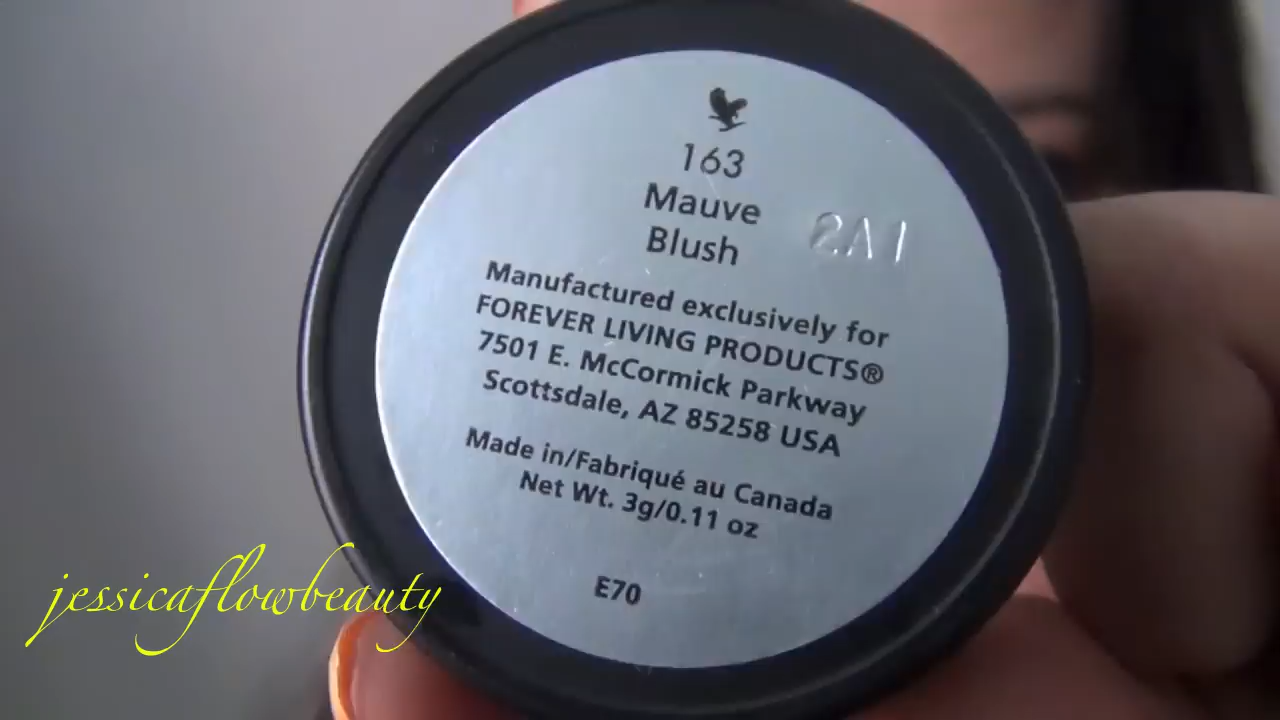 163
Mauve
Blush
2A1
Manufactured exclusively for
FOREVER LIVING PRODUCTS®
7501 E. McCormick Parkway
Scottsdale, AZ 85258 USA
Made in/Fabriqué au Canada
Net Wt. 3g/0.11 oz
E70
jessicaflowbeauty